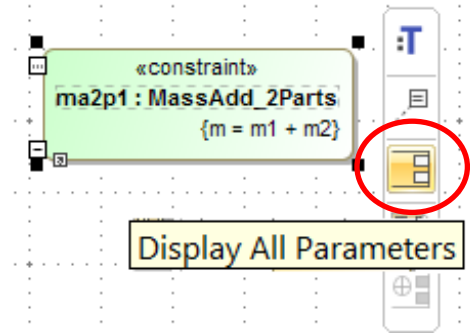 «constraint»
ma2p1 : MassAdd_2Parts
{m = m1 + m2}
:T
Display All Parameters